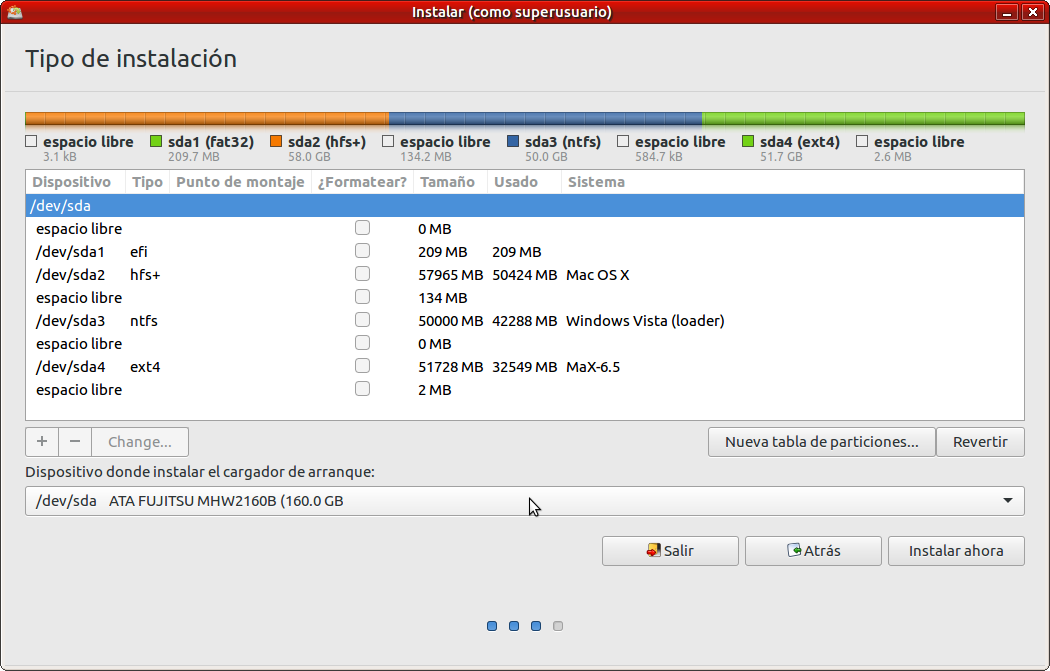 Instalar (como superusuario)
Tipo de instalación
espacio libre sda1 (fat32) sda2 (hfs+) espacio libre sda3 (ntfs) espacio libre sda4 (ext4) espacio libre
3.1 kB 209.7 MB 58.0 GB 134.2 MB 50.0 GB 584.7 kB 51.7 GB 2.6 MB
Dispositivo Tipo Punto de montaje ¿Formatear? Tamaño Usado Sistema
/dev/sda
espacio libre 0 MB
/dev/sda1 efi 209 MB 209 MB
/dev/sda2 hfs+ 57965 MB 50424 MB Mac OS X
espacio libre 134 MB
/dev/sda3 ntfs 50000 MB 42288 MB Windows Vista (loader)
espacio libre 0 MB
/dev/sda4 ext4 51728 MB 32549 MB MaX-6.5
espacio libre 2 MB
+ − Change... Nueva tabla de particiones... Revertir
Dispositivo donde instalar el cargador de arranque:
/dev/sda ATA FUJITSU MHW2160B (160.0 GB
Salir Atrás Instalar ahora